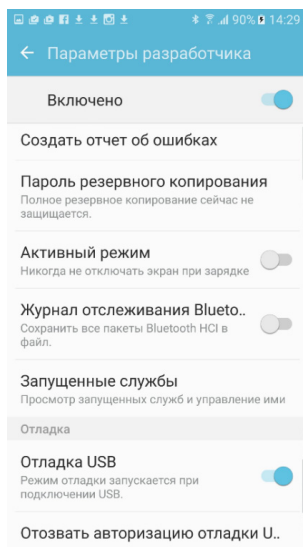 90% 14:29
Параметры разработчика
Включено
Создать отчет об ошибках
Пароль резервного копирования
Полное резервное копирование сейчас не
защищается.
Активный режим
Никогда не отключать экран при зарядке
Журнал отслеживания Blueto..
Сохранить все пакеты Bluetooth HCI в
файл.
Запущенные службы
Просмотр запущенных служб и управление ими
Отладка
Отладка USB
Режим отладки запускается при
подключении USB.
Отозвать авторизацию отладки U..